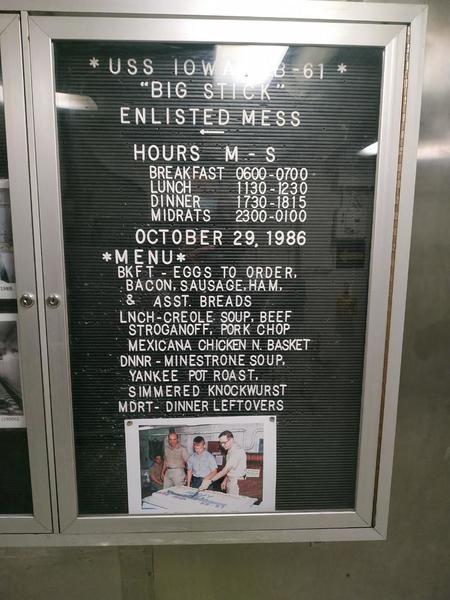 *USS IOWA BB-61*
"BIG STICK"
ENLISTED MESS
←
HOURS M-S
BREAKFAST 0600-0700
LUNCH 1130-1230
DINNER 1730-1815
MIDRATS 2300-0100
OCTOBER 29, 1986
*MENU*
BKFT - EGGS TO ORDER,
BACON, SAUSAGE, HAM,
& ASST. BREADS
LNCH-CREOLE SOUP, BEEF
STROGANOFF, PORK CHOP
MEXICANA CHICKEN N. BASKET
DNNR - MINESTRONE SOUP,
YANKEE POT ROAST,
SIMMERED KNOCKWURST
MDRT- DINNER LEFTOVERS